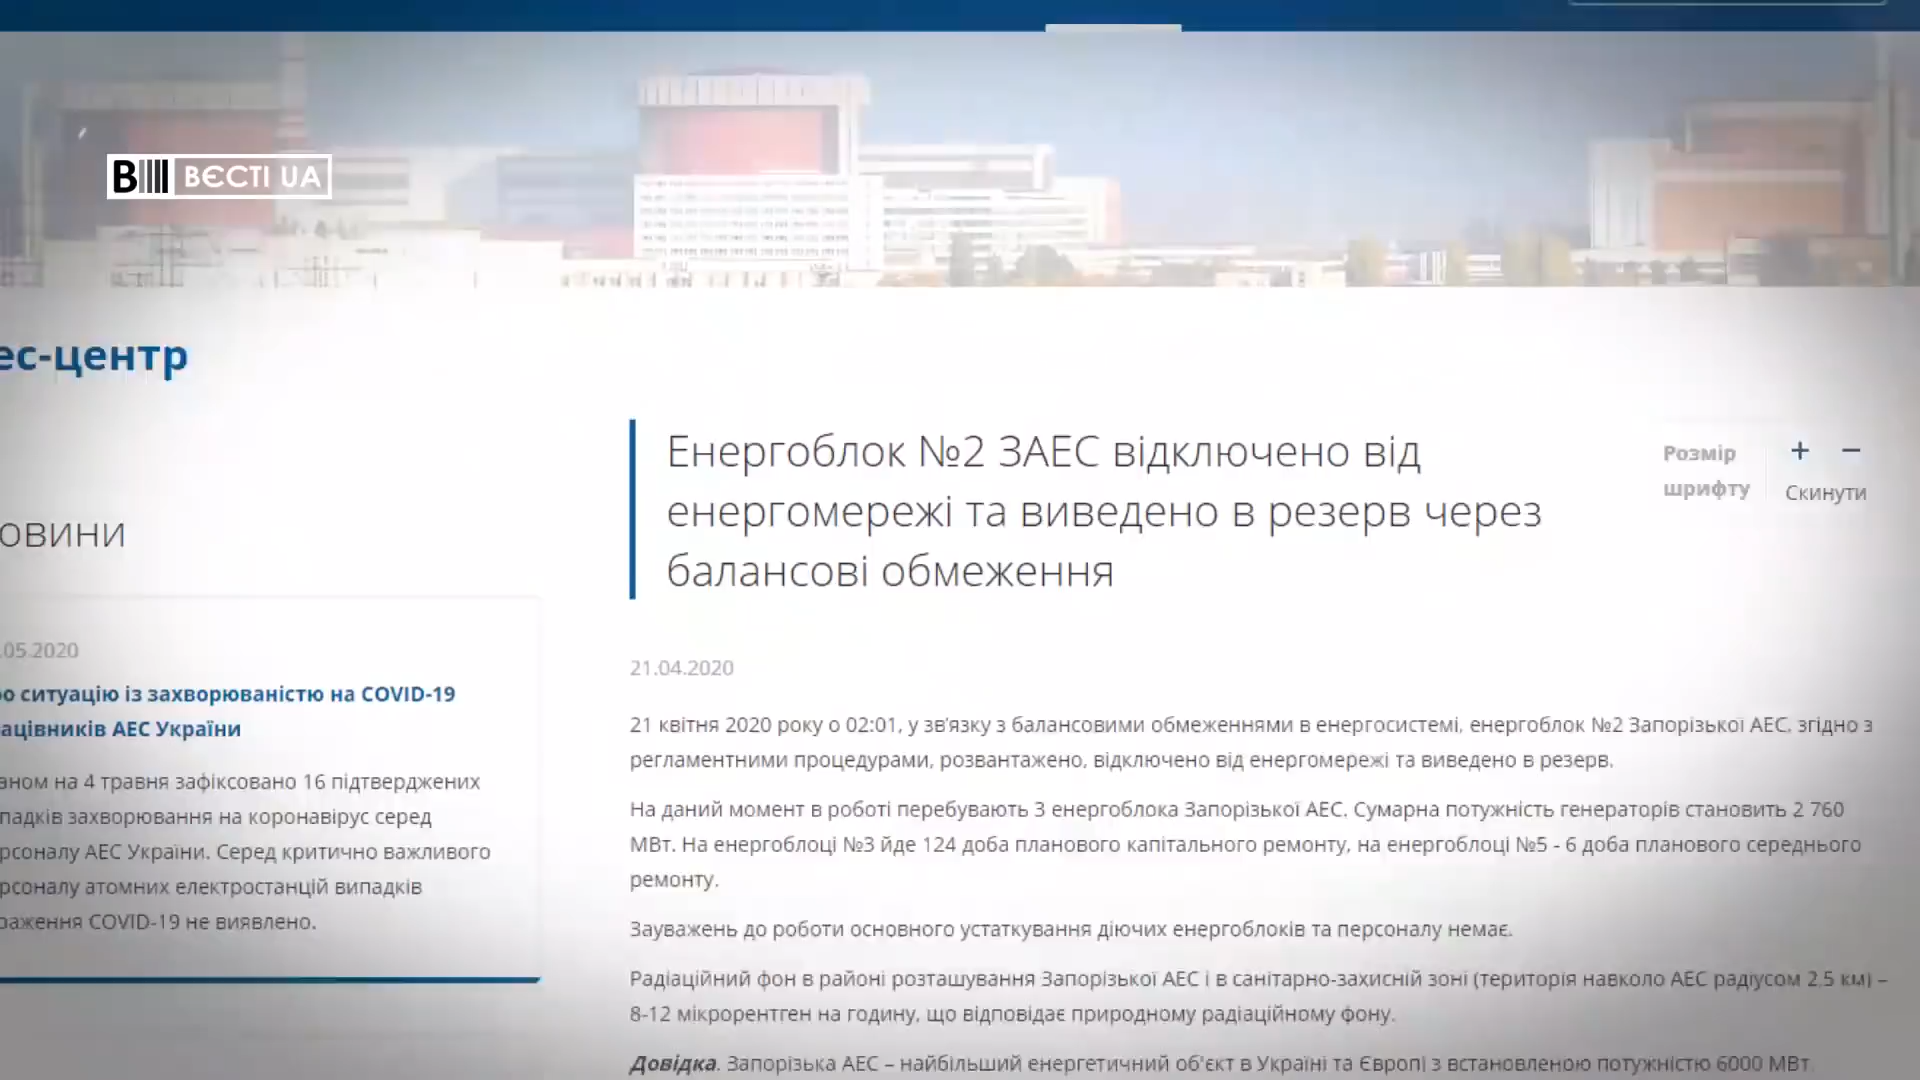 В
ВЄСТІ UA
ес-центр
овини
.05.2020
ро ситуацію із захворюваністю на COVID-19
ацівників АЕС України
аном на 4 травня зафіксовано 16 підтверджених
падків захворювання на коронавірус серед
рсоналу АЕС України. Серед критично важливого
рсоналу атомних електростанцій випадків
раження COVID-19 не виявлено.
Енергоблок №2 ЗАЕС відключено від
енергомережі та виведено в резерв через
балансові обмеження
Розмір
шрифту
+ −
Скинути
21.04.2020
21 квітня 2020 року о 02:01, у зв'язку з балансовими обмеженнями в енергосистемі, енергоблок №2 Запорізької АЕС, згідно з
регламентними процедурами, розвантажено, відключено від енергомережі та виведено в резерв.
На даний момент в роботі перебувають 3 енергоблока Запорізької АЕС. Сумарна потужність генераторів становить 2 760
МВт. На енергоблоці №3 йде 124 доба планового капітального ремонту, на енергоблоці №5 - 6 доба планового середнього
ремонту.
Зауважень до роботи основного устаткування діючих енергоблоків та персоналу немає.
Радіаційний фон в районі розташування Запорізької АЕС і в санітарно-захисній зоні (територія навколо АЕС радіусом 2,5 км) –
8-12 мікрорентген на годину, що відповідає природному радіаційному фону.
Довідка. Запорізька АЕС – найбільший енергетичний об'єкт в Україні та Європі з встановленою потужністю 6000 МВт.